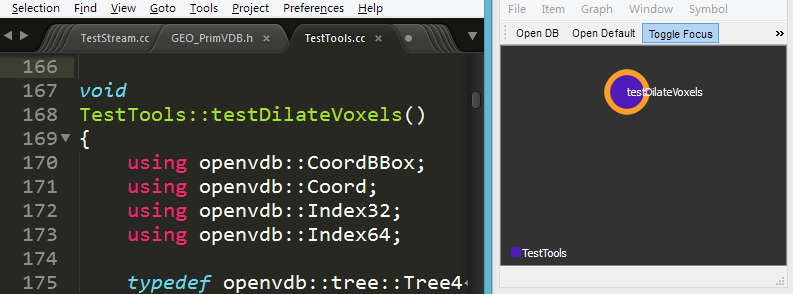 Selection Find View Goto Tools Project Preferences Help
TestStream.cc GEO_PrimVDB.h × TestTools.cc ×
166
167 void
168 TestTools::testDilateVoxels()
169 {
170 using openvdb::CoordBBox;
171 using openvdb::Coord;
172 using openvdb::Index32;
173 using openvdb::Index64;
174
175 typedef openvdb::tree::Tree4
File Item Graph Window Symbol
Open DB Open Default Toggle Focus »
testDilateVoxels
TestTools